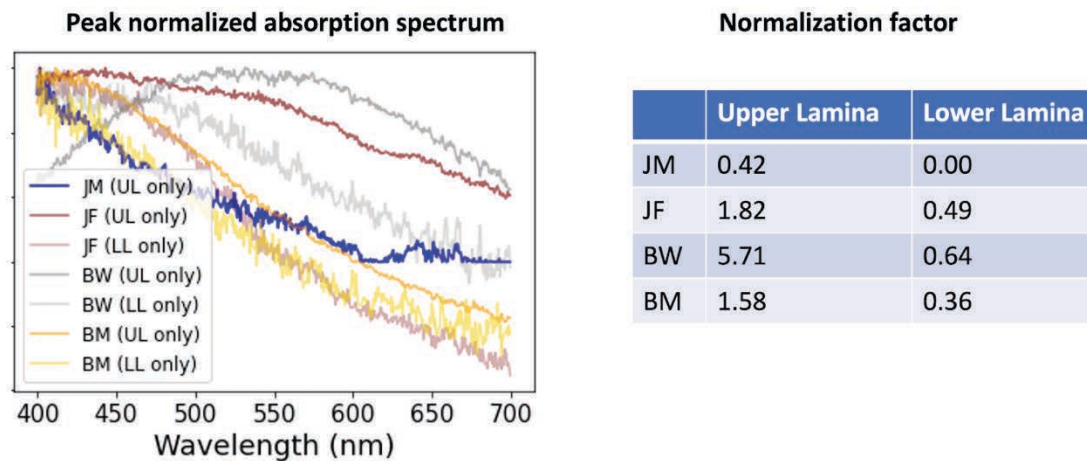 Peak normalized absorption spectrum
JM (UL only)
JF (UL only)
JF (LL only)
BW (UL only)
BW (LL only)
BM (UL only)
BM (LL only)
400 450 500 550 600 650 700
Wavelength (nm)
Normalization factor
Upper Lamina Lower Lamina
JM 0.42 0.00
JF 1.82 0.49
BW 5.71 0.64
BM 1.58 0.36